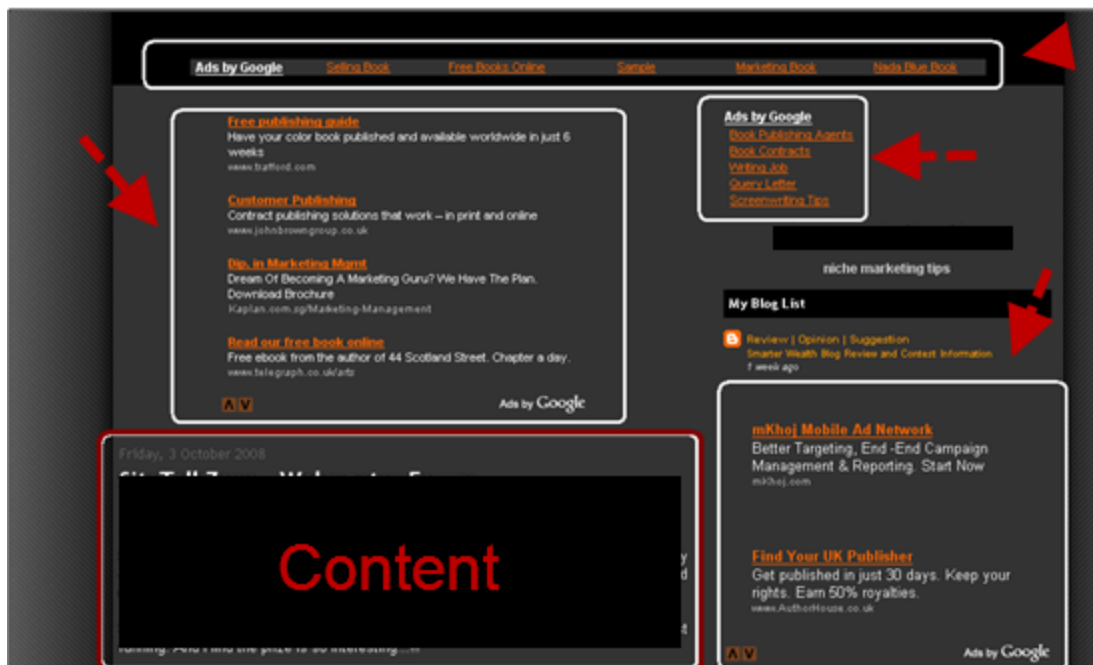 Ads by Google Selling Book Free Books Online Sample Marketing Book Nada Blue Book
Free publishing guide
Have your color book published and available worldwide in just 6
weeks
www.trafford.com
Customer Publishing
Contract publishing solutions that work – in print and online
www.johnbrowngroup.co.uk
Dip. in Marketing Mgmt
Dream Of Becoming A Marketing Guru? We Have The Plan.
Download Brochure
Kaplan.com.sg/Marketing-Management
Read our free book online
Free ebook from the author of 44 Scotland Street. Chapter a day.
www.telegraph.co.uk/arts
Ads by Google
Ads by Google
Book Publishing Agents
Book Contracts
Writing Job
Query Letter
Screenwriting Tips
niche marketing tips
My Blog List
Review | Opinion | Suggestion
Smarter Wealth Blog Review and Contest Information
1 week ago
mKhoj Mobile Ad Network
Better Targeting, End -End Campaign
Management & Reporting. Start Now
mKhoj.com
Find Your UK Publisher
Get published in just 30 days. Keep your
rights. Earn 50% royalties.
www.AuthorHouse.co.uk
Ads by Google
Friday, 3 October 2008
Content
running. And I find the prize is so interesting...!!